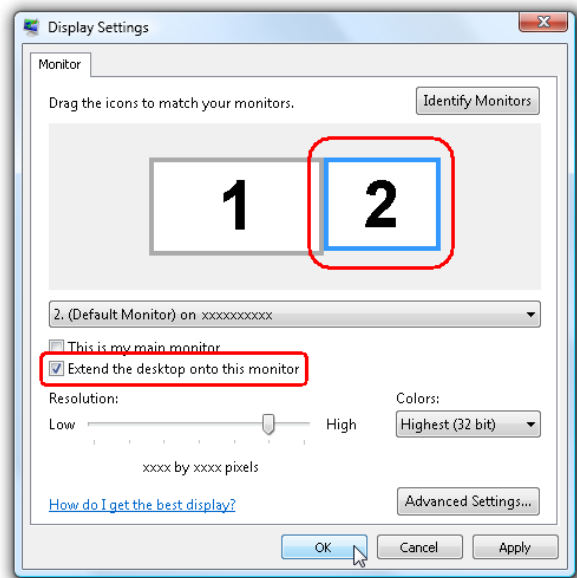 Display Settings
Monitor
Drag the icons to match your monitors.
Identify Monitors
1 2
2. (Default Monitor) on xxxxxxxxxx
This is my main monitor
Extend the desktop onto this monitor
Resolution:
Colors:
Low High
Highest (32 bit)
xxxx by xxxx pixels
How do I get the best display?
Advanced Settings...
OK Cancel Apply